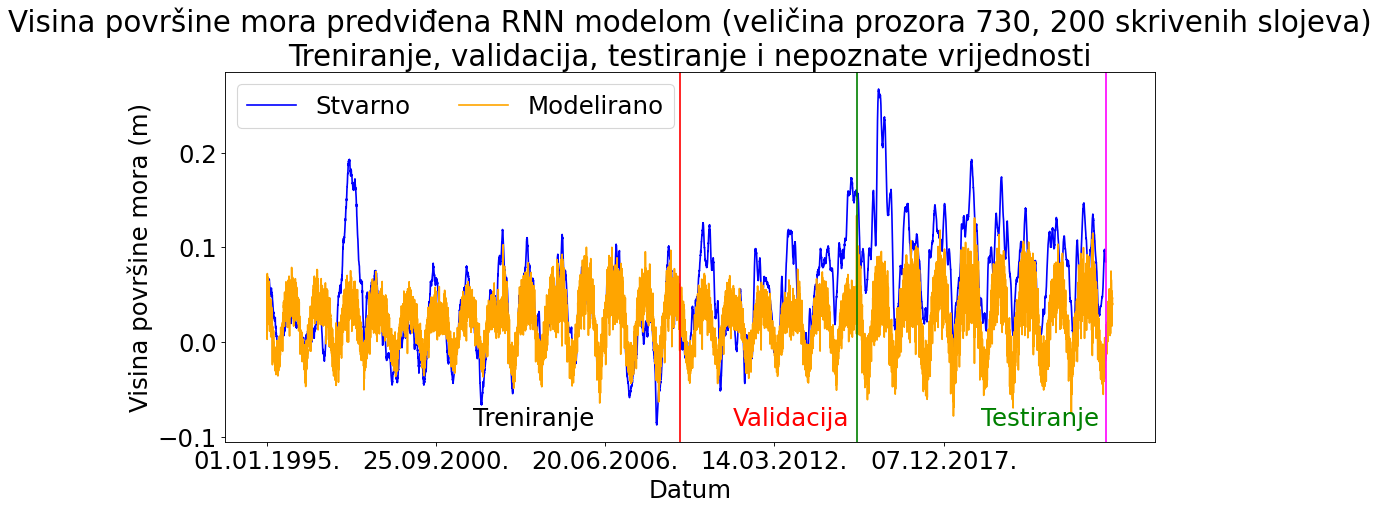 Visina površine mora predviđena RNN modelom (veličina prozora 730, 200 skrivenih slojeva)
Treniranje, validacija, testiranje i nepoznate vrijednosti
Stvarno
Modelirano
Visina površine mora (m)
0.2
0.1
0.0
−0.1
Treniranje
Validacija
Testiranje
01.01.1995.
25.09.2000.
20.06.2006.
14.03.2012.
07.12.2017.
Datum